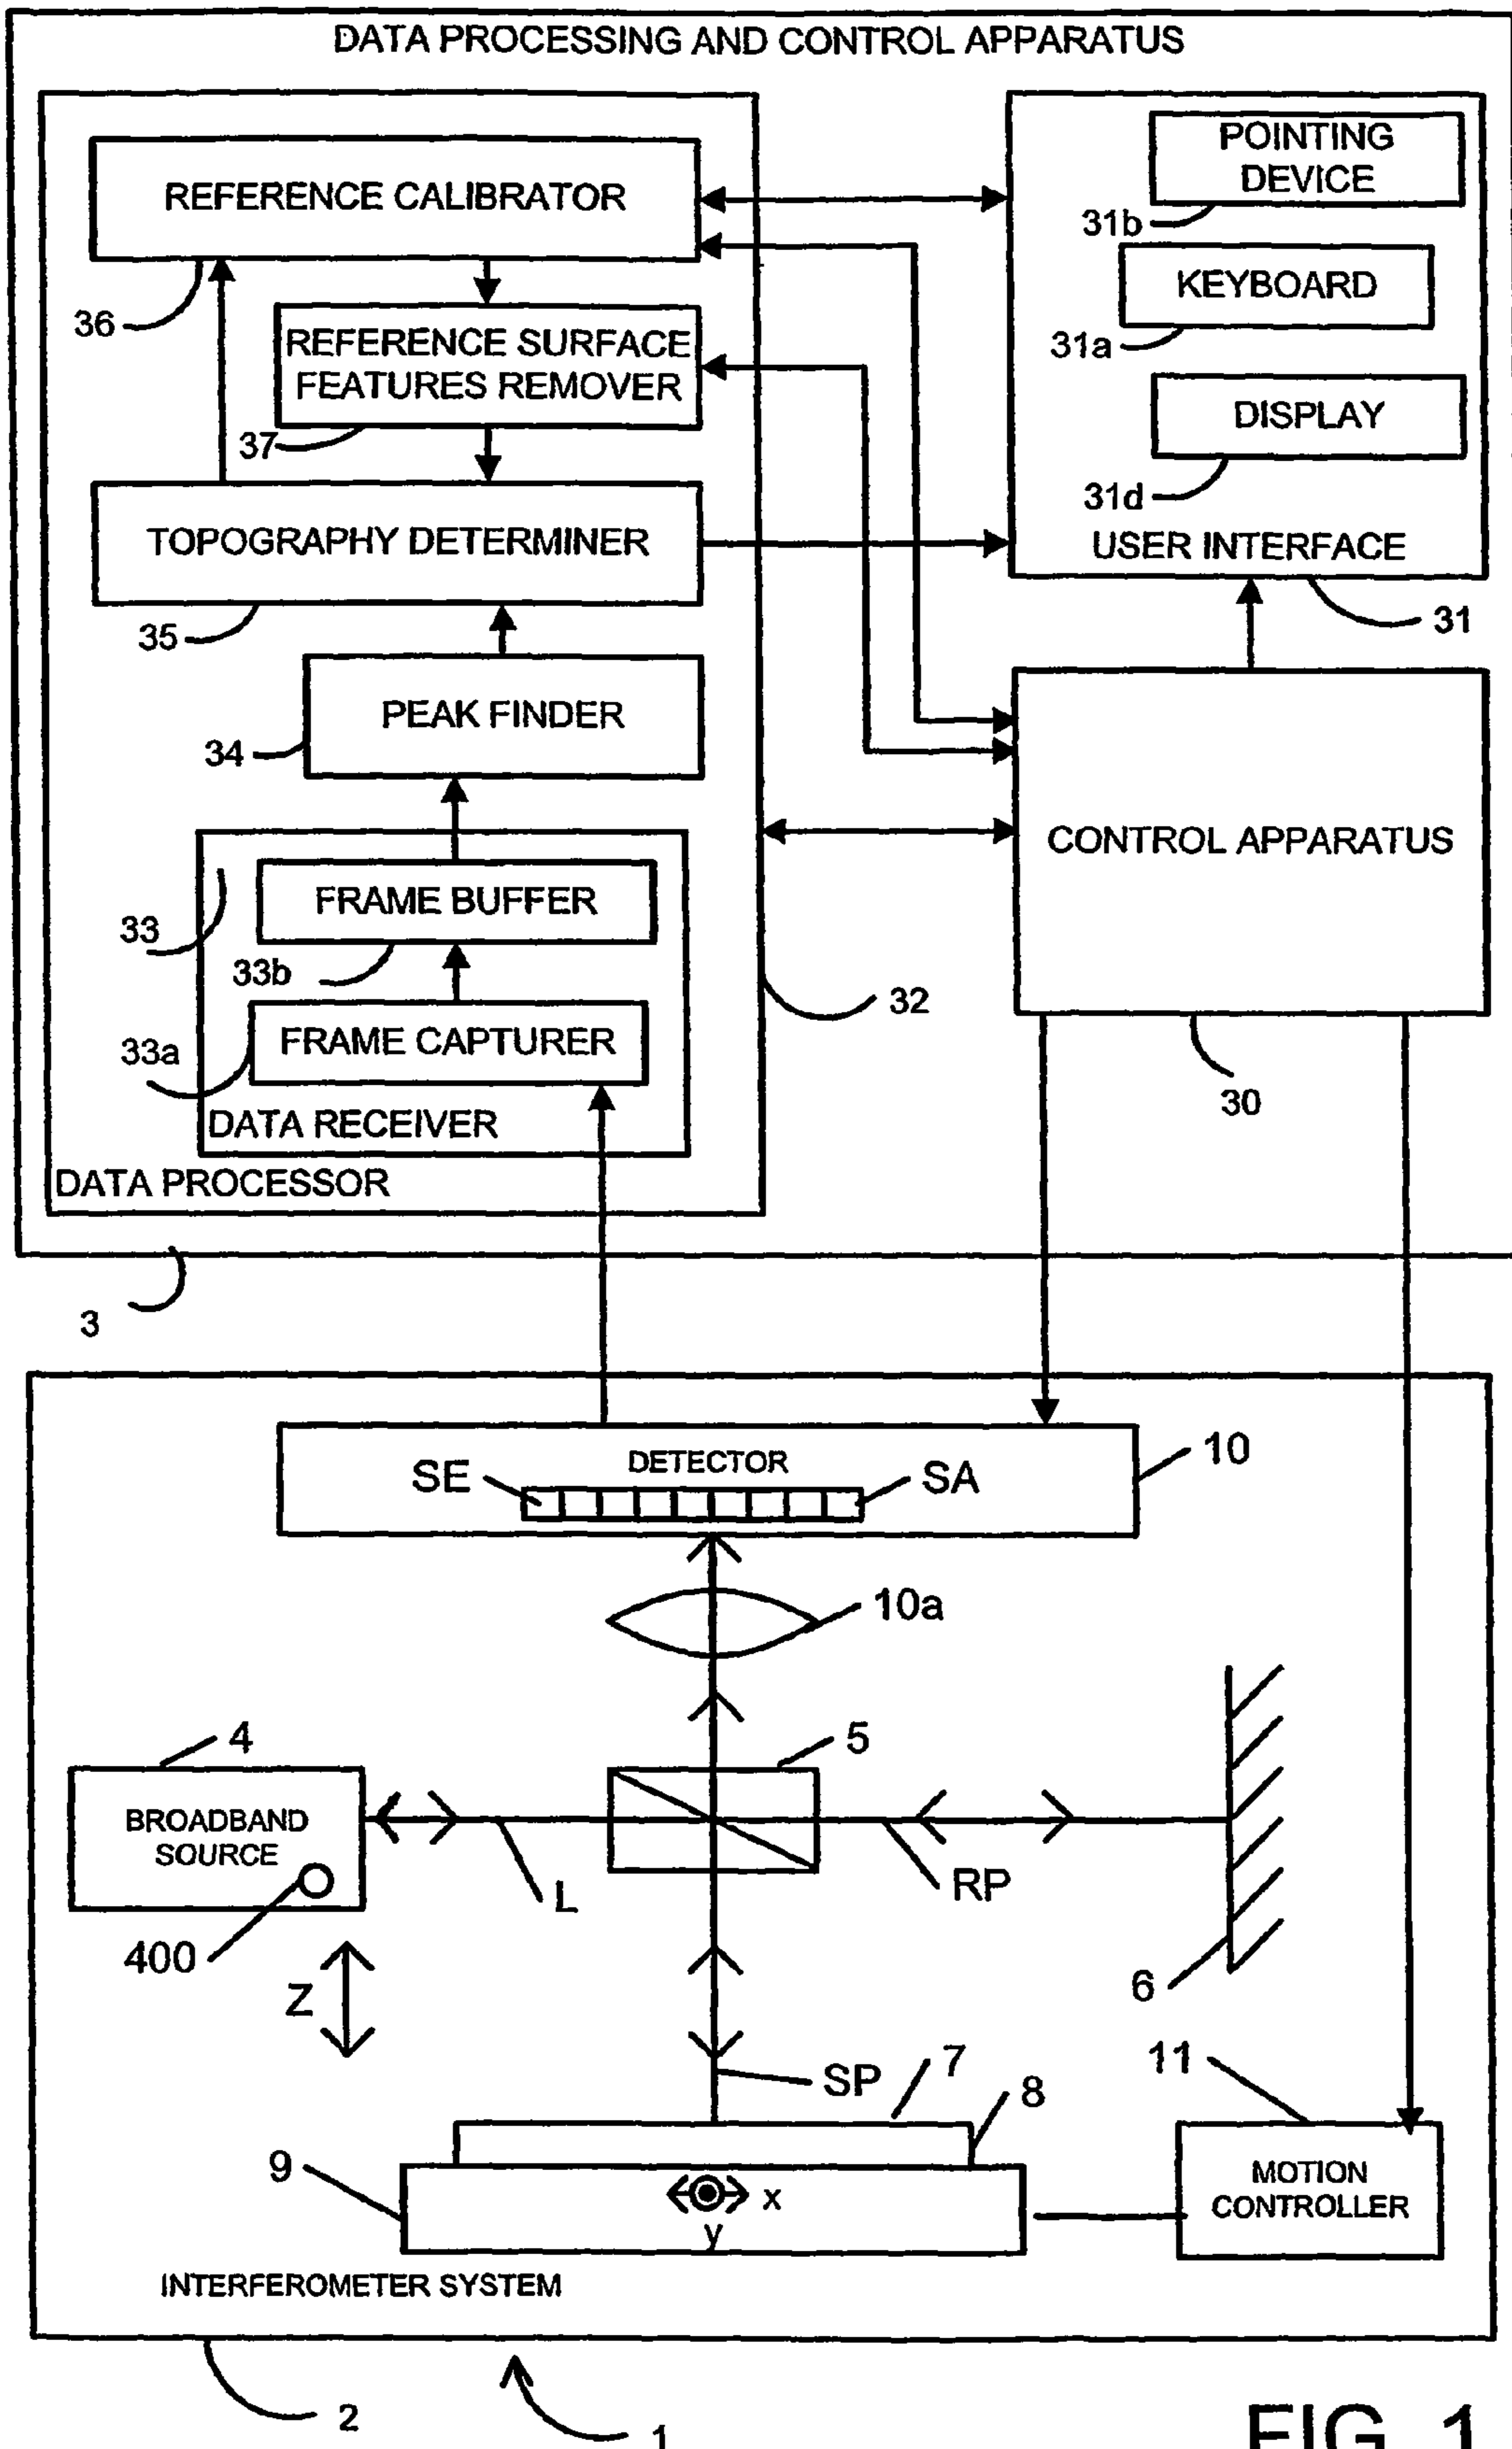 DATA PROCESSING AND CONTROL APPARATUS
REFERENCE CALIBRATOR
36
REFERENCE SURFACE
FEATURES REMOVER
37
TOPOGRAPHY DETERMINER
35
PEAK FINDER
34
FRAME BUFFER
33
33b
FRAME CAPTURER
33a
DATA RECEIVER
DATA PROCESSOR
32
POINTING
DEVICE
31b
KEYBOARD
31a
DISPLAY
31d
USER INTERFACE
31
CONTROL APPARATUS
30
3
DETECTOR
10
SE
SA
10a
4
5
BROADBAND
SOURCE
L
RP
400
Z
6
SP
7
8
11
9
x
y
MOTION
CONTROLLER
INTERFEROMETER SYSTEM
2
1
FIG. 1